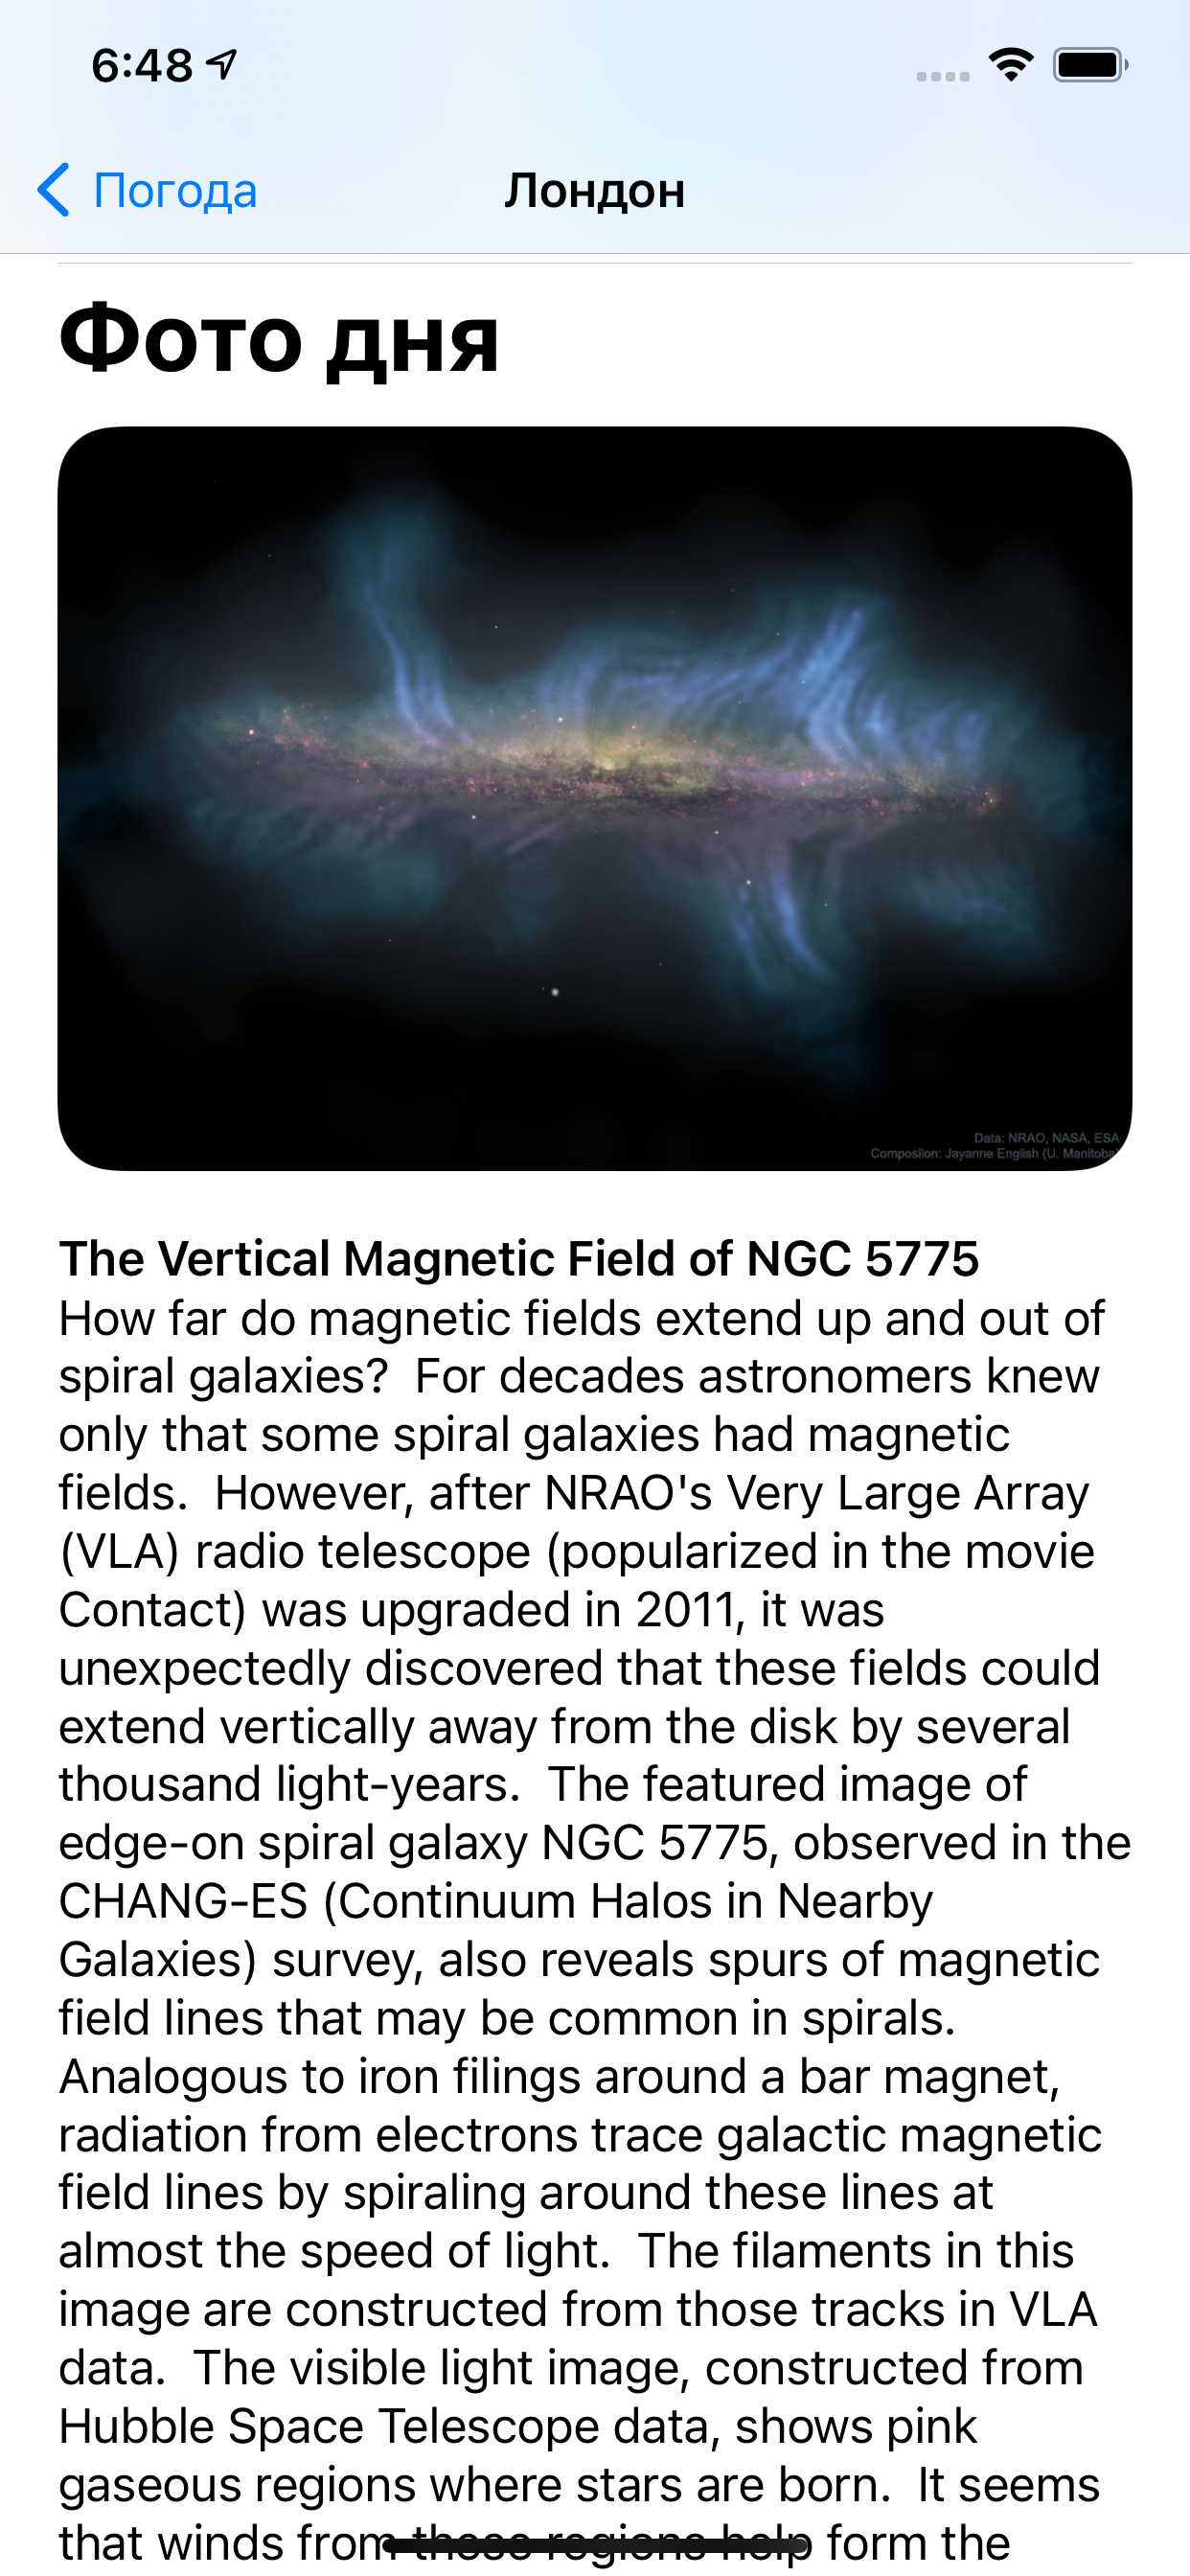 6:48
Погода
Лондон
Фото дня
Data: NRAO, NASA, ESA
Composiion: Jayanne English (U. Manitoba)
The Vertical Magnetic Field of NGC 5775
How far do magnetic fields extend up and out of
spiral galaxies?  For decades astronomers knew
only that some spiral galaxies had magnetic
fields.  However, after NRAO's Very Large Array
(VLA) radio telescope (popularized in the movie
Contact) was upgraded in 2011, it was
unexpectedly discovered that these fields could
extend vertically away from the disk by several
thousand light-years.  The featured image of
edge-on spiral galaxy NGC 5775, observed in the
CHANG-ES (Continuum Halos in Nearby
Galaxies) survey, also reveals spurs of magnetic
field lines that may be common in spirals.
Analogous to iron filings around a bar magnet,
radiation from electrons trace galactic magnetic
field lines by spiraling around these lines at
almost the speed of light.  The filaments in this
image are constructed from those tracks in VLA
data.  The visible light image, constructed from
Hubble Space Telescope data, shows pink
gaseous regions where stars are born.  It seems
that winds from these regions help form the